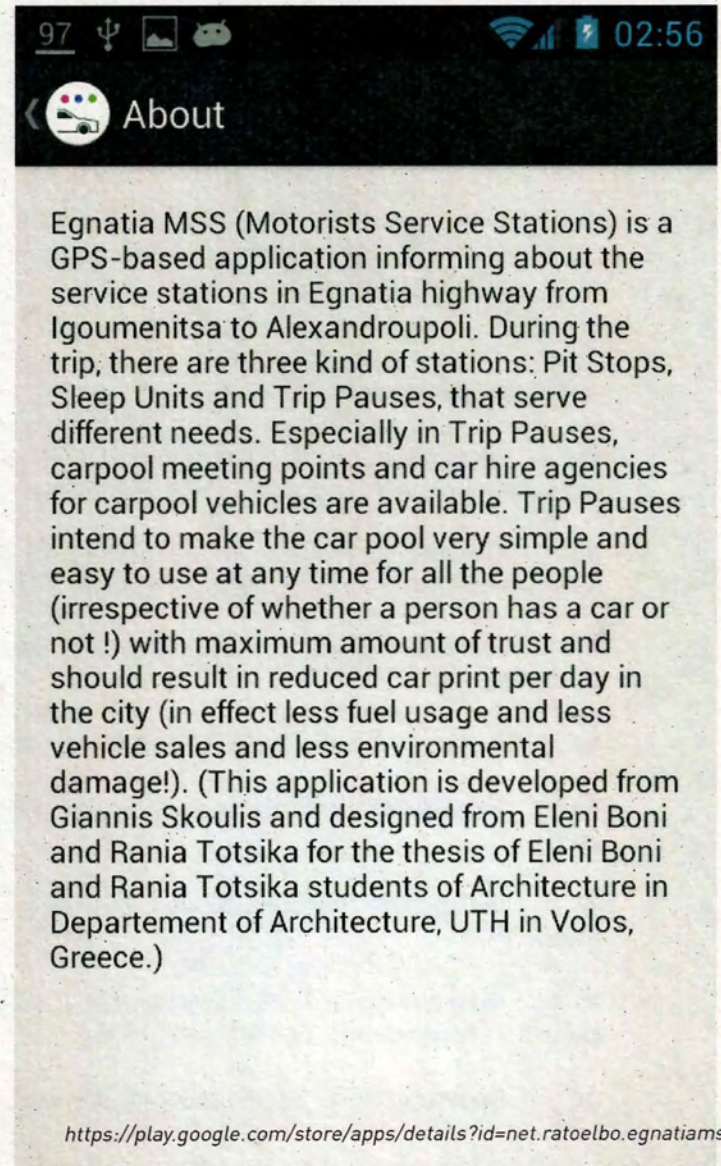 97 02:56
About
Egnatia MSS (Motorists Service Stations) is a
GPS-based application informing about the
service stations in Egnatia highway from
Igoumenitsa to Alexandroupoli. During the
trip, there are three kind of stations: Pit Stops,
Sleep Units and Trip Pauses, that serve
different needs. Especially in Trip Pauses,
carpool meeting points and car hire agencies
for carpool vehicles are available. Trip Pauses
intend to make the car pool very simple and
easy to use at any time for all the people
(irrespective of whether a person has a car or
not !) with maximum amount of trust and
should result in reduced car print per day in
the city (in effect less fuel usage and less
vehicle sales and less environmental
damage!). (This application is developed from
Giannis Skoulis and designed from Eleni Boni
and Rania Totsika for the thesis of Eleni Boni
and Rania Totsika students of Architecture in
Departement of Architecture, UTH in Volos,
Greece.)
https://play.google.com/store/apps/details?id=net.ratoelbo.egnatiams